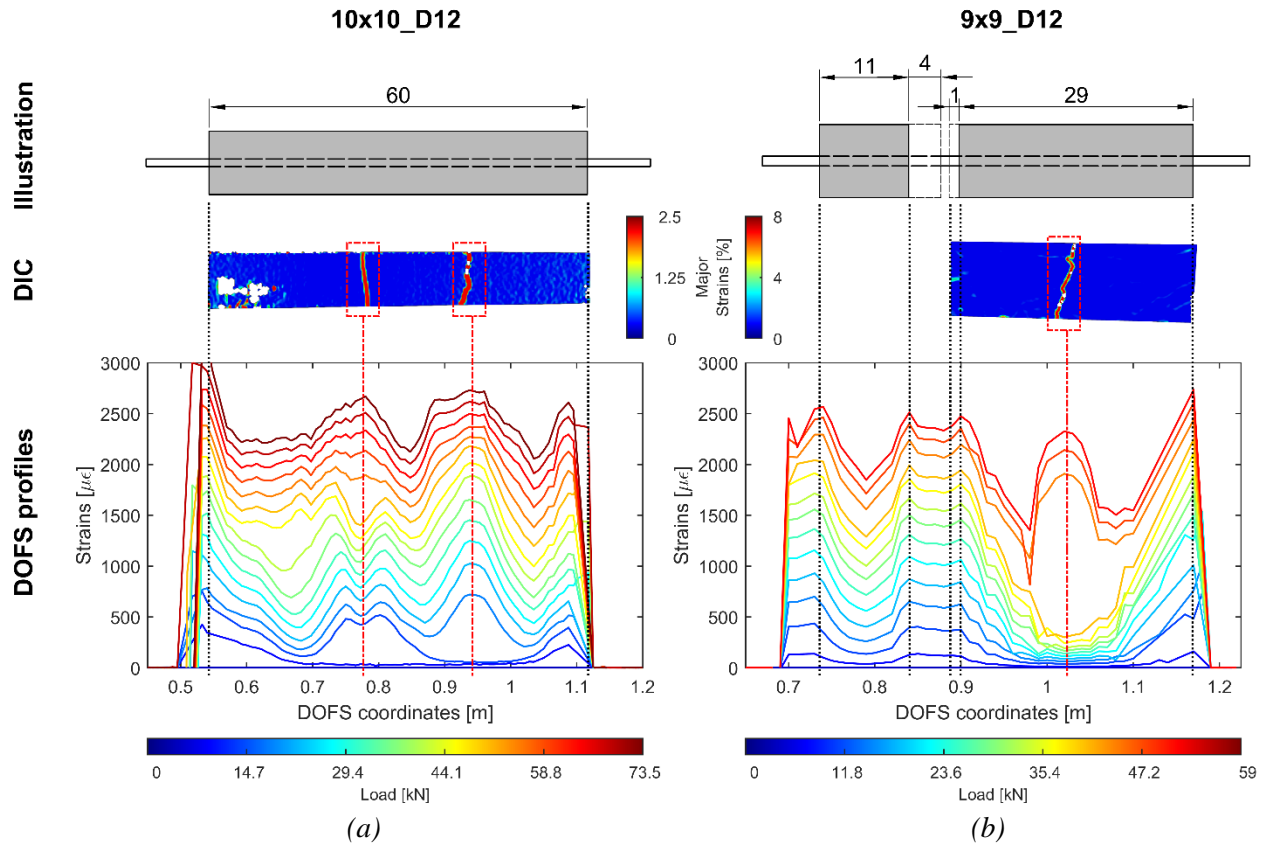 10x10_D12
9x9_D12
Illustration
60
11
4
1
29
DIC
2.5
1.25
0
Major
Strains [%]
8
6
4
2
0
DOFS profiles
Strains [με]
3000
2500
2000
1500
1000
500
0
0.5 0.6 0.7 0.8 0.9 1 1.1 1.2
DOFS coordinates [m]
0 14.7 29.4 44.1 58.8 73.5
Load [kN]
(a)
Strains [με]
3000
2500
2000
1500
1000
500
0
0.7 0.8 0.9 1 1.1 1.2
DOFS coordinates [m]
0 11.8 23.6 35.4 47.2 59
Load [kN]
(b)